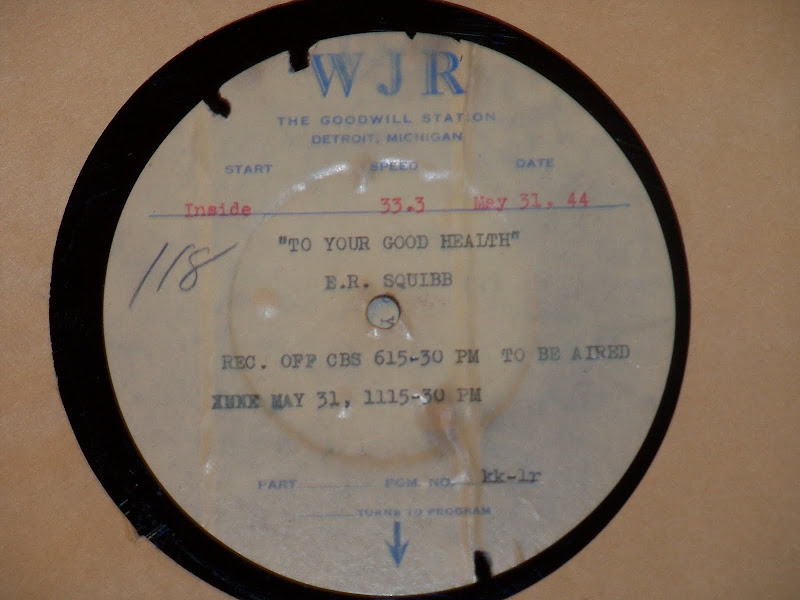 WJR
THE GOODWILL STATION
DETROIT, MICHIGAN
START SPEED DATE
Inside 33.3 May 31, 44
"TO YOUR GOOD HEALTH"
118
E.R. SQUIBB
REC. OFF CBS 615-30 PM TO BE AIRED
MAY 31, 1115-30 PM
PART PGM. NO. kk-lr
TURNS TO PROGRAM